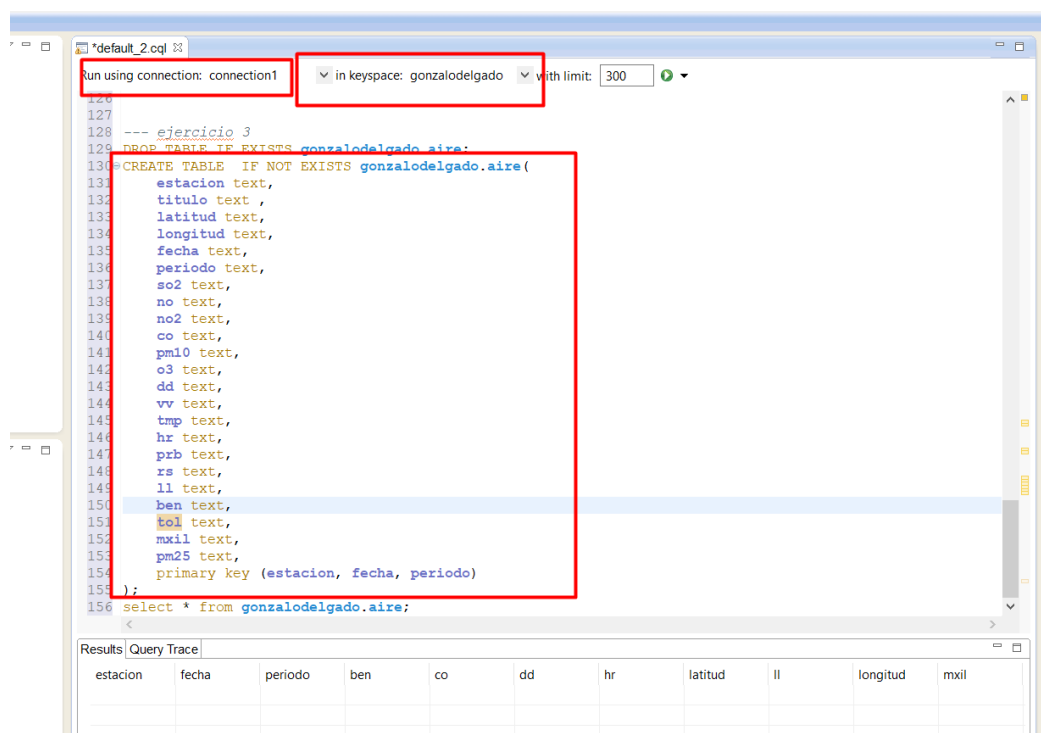 *default_2.cql
Run using connection: connection1 in keyspace: gonzalodelgado with limit: 300
126
127
128 --- ejercicio 3
129 DROP TABLE IF EXISTS gonzalodelgado.aire;
130 CREATE TABLE  IF NOT EXISTS gonzalodelgado.aire(
131 estacion text,
132 titulo text ,
133 latitud text,
134 longitud text,
135 fecha text,
136 periodo text,
137 so2 text,
138 no text,
139 no2 text,
140 co text,
141 pm10 text,
142 o3 text,
143 dd text,
144 vv text,
145 tmp text,
146 hr text,
147 prb text,
148 rs text,
149 ll text,
150 ben text,
151 tol text,
152 mxil text,
153 pm25 text,
154 primary key (estacion, fecha, periodo)
155 );
156 select * from gonzalodelgado.aire;
Results Query Trace
estacion fecha periodo ben co dd hr latitud ll longitud mxil